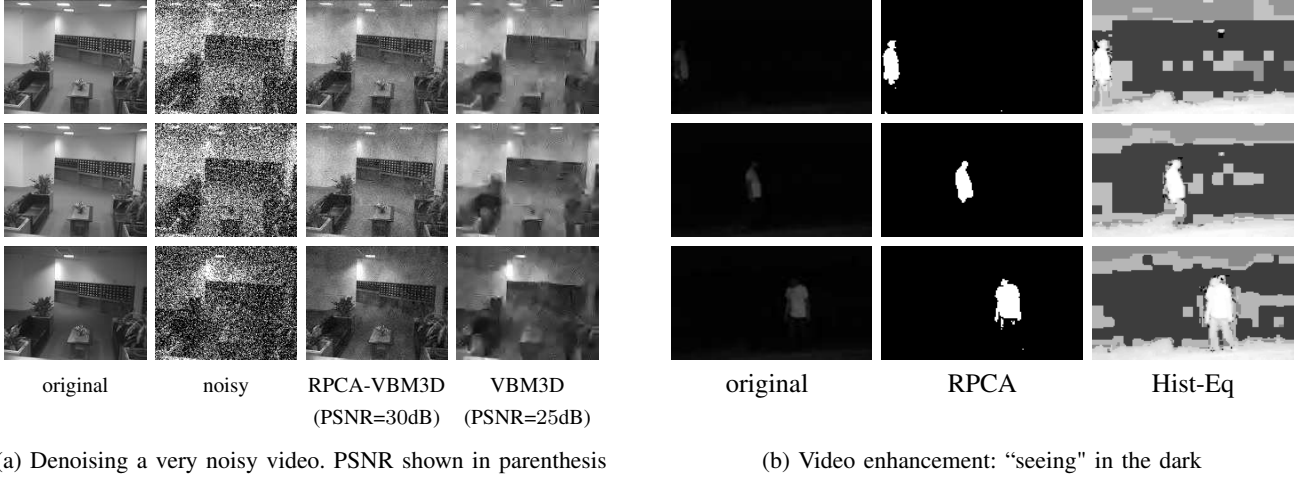 original noisy RPCA-VBM3D VBM3D
(PSNR=30dB) (PSNR=25dB)
(a) Denoising a very noisy video. PSNR shown in parenthesis
original RPCA Hist-Eq
(b) Video enhancement: “seeing" in the dark